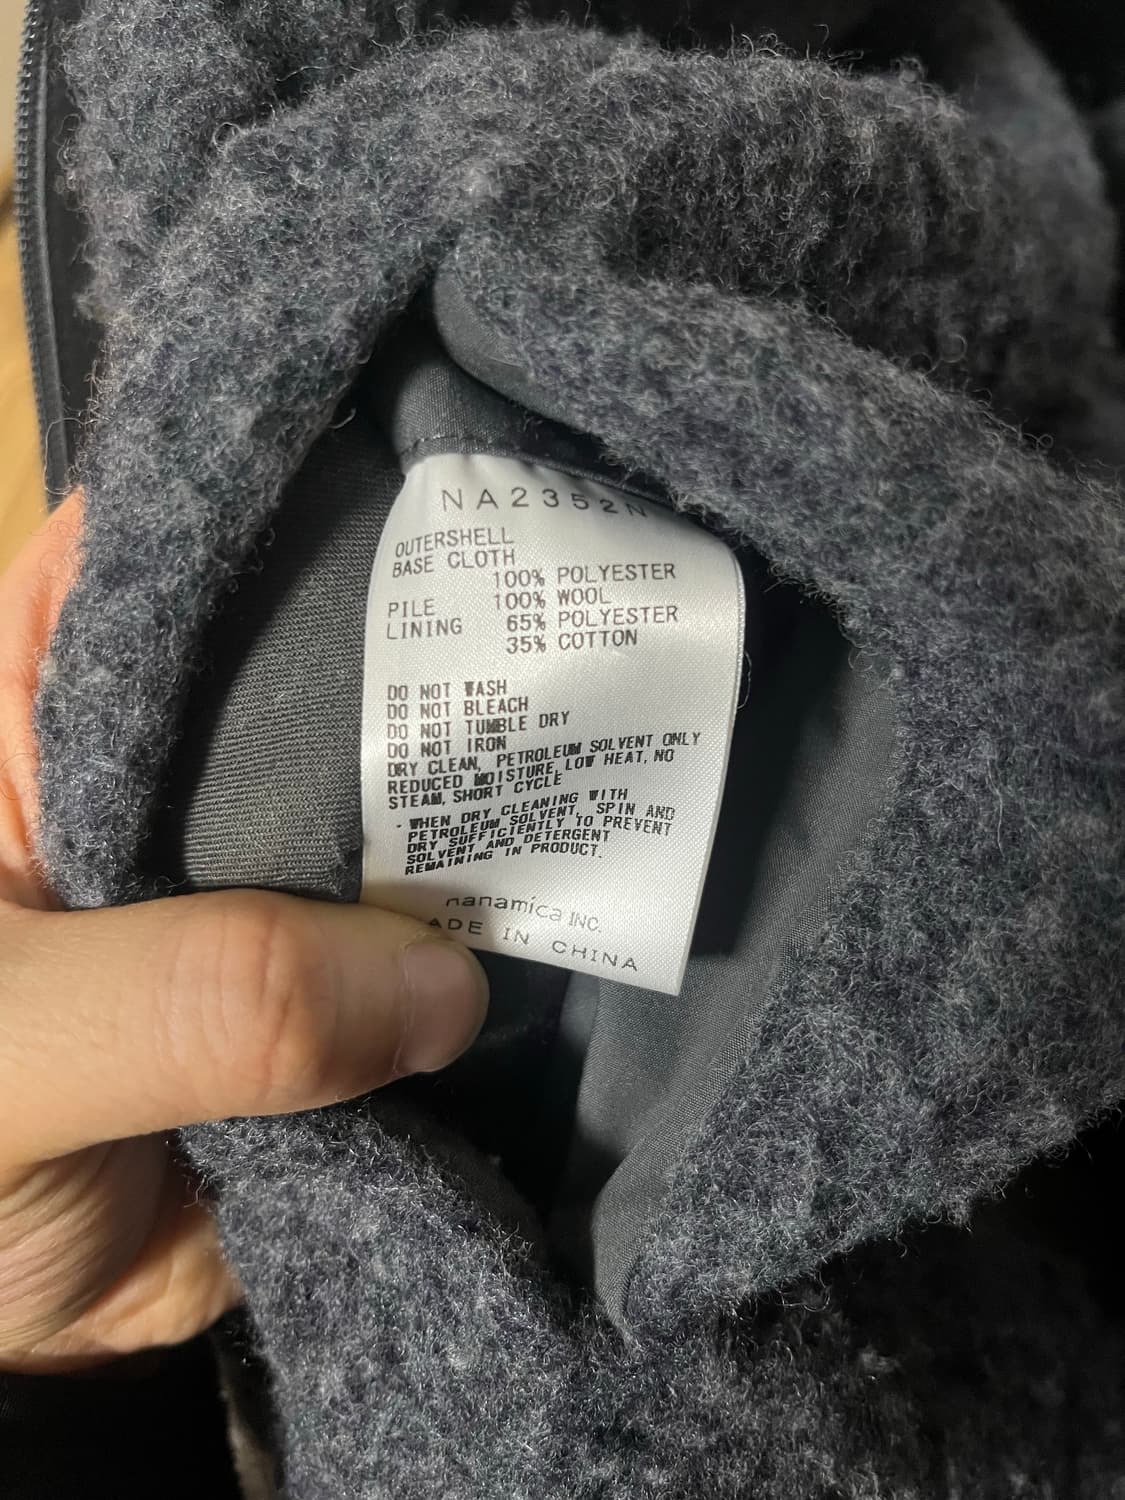 NA2352N
OUTERSHELL
BASE CLOTH
100% POLYESTER
PILE 100% WOOL
LINING 65% POLYESTER
35% COTTON
DO NOT WASH
DO NOT BLEACH
DO NOT TUMBLE DRY
DO NOT IRON
DRY CLEAN, PETROLEUM SOLVENT ONLY
REDUCED MOISTURE, LOW HEAT, NO
STEAM, SHORT CYCLE
· WHEN DRY CLEANING WITH
PETROLEUM SOLVENT, SPIN AND
DRY SUFFICIENTLY TO PREVENT
SOLVENT AND DETERGENT
REMAINING IN PRODUCT.
nanamica INC.
ADE IN CHINA